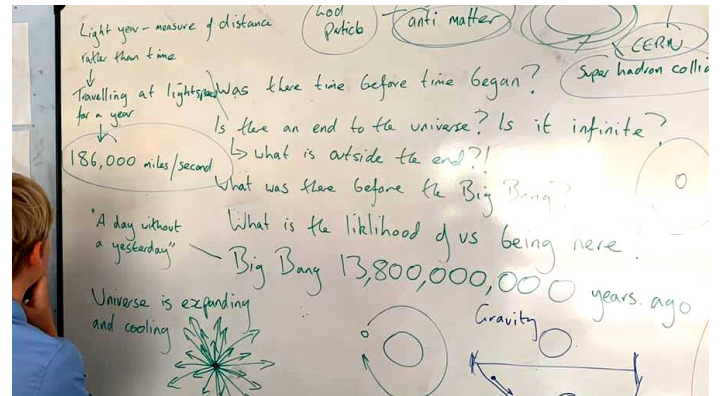 Light year - measure of distance
rather than time
Travelling at lightspeed
for a year
186,000 miles/second
"A day without
a yesterday"
Universe is expanding
and cooling
God
Particle
anti matter
CERN
Super hadron collid
Was there time before time began?
Is there an end to the universe? Is it infinite?
what is outside the end?!
What was there before the Big Bang?
What is the liklihood of us being here.
Big Bang 13,800,000,000 years. ago
Gravity